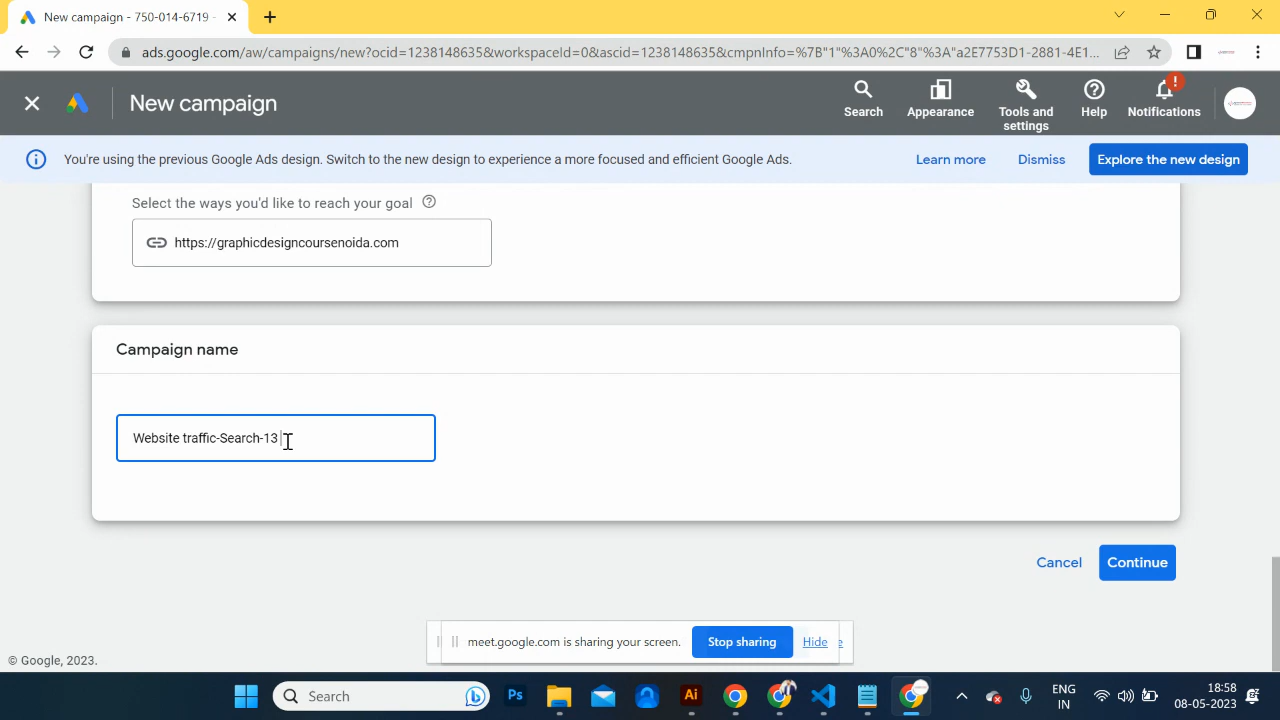 New campaign - 750-014-6719 -
ads.google.com/aw/campaigns/new?ocid=1238148635&workspaceId=0&ascid=1238148635&cmpnInfo=%7B"1"%3A0%2C"8"%3A"a2E7753D1-2881-4E1...
New campaign
Search
Appearance
Tools and settings
Help
Notifications
You're using the previous Google Ads design. Switch to the new design to experience a more focused and efficient Google Ads.
Learn more
Dismiss
Explore the new design
Select the ways you'd like to reach your goal
https://graphicdesigncoursenoida.com
Campaign name
Website traffic-Search-13
Cancel
Continue
meet.google.com is sharing your screen.
Stop sharing
Hide
© Google, 2023.
Search
Ps
Ai
ENG
IN
18:58
08-05-2023